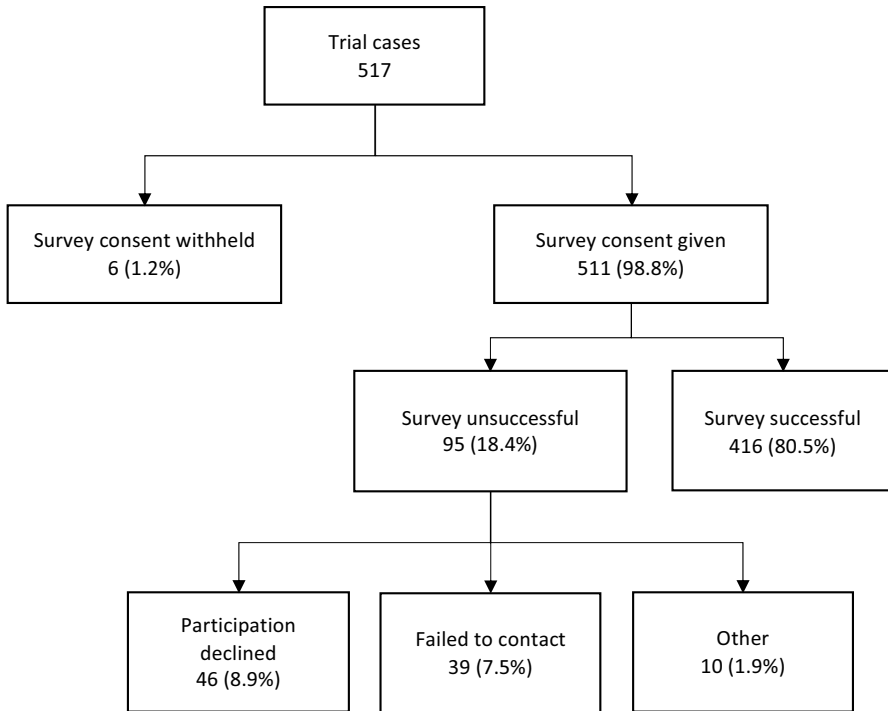 Trial cases
517
Survey consent withheld
6 (1.2%)
Survey consent given
511 (98.8%)
Survey unsuccessful
95 (18.4%)
Survey successful
416 (80.5%)
Participation
declined
46 (8.9%)
Failed to contact
39 (7.5%)
Other
10 (1.9%)